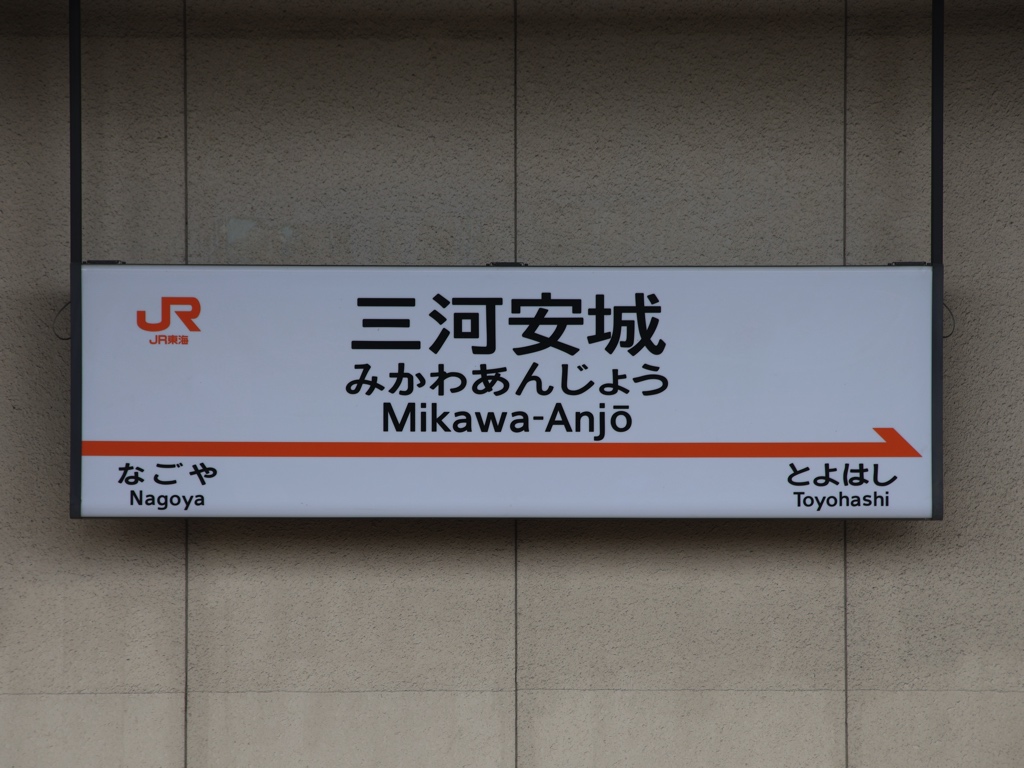 JR
JR東海
三河安城
みかわあんじょう
Mikawa-Anjō
なごや
Nagoya
とよはし
Toyohashi